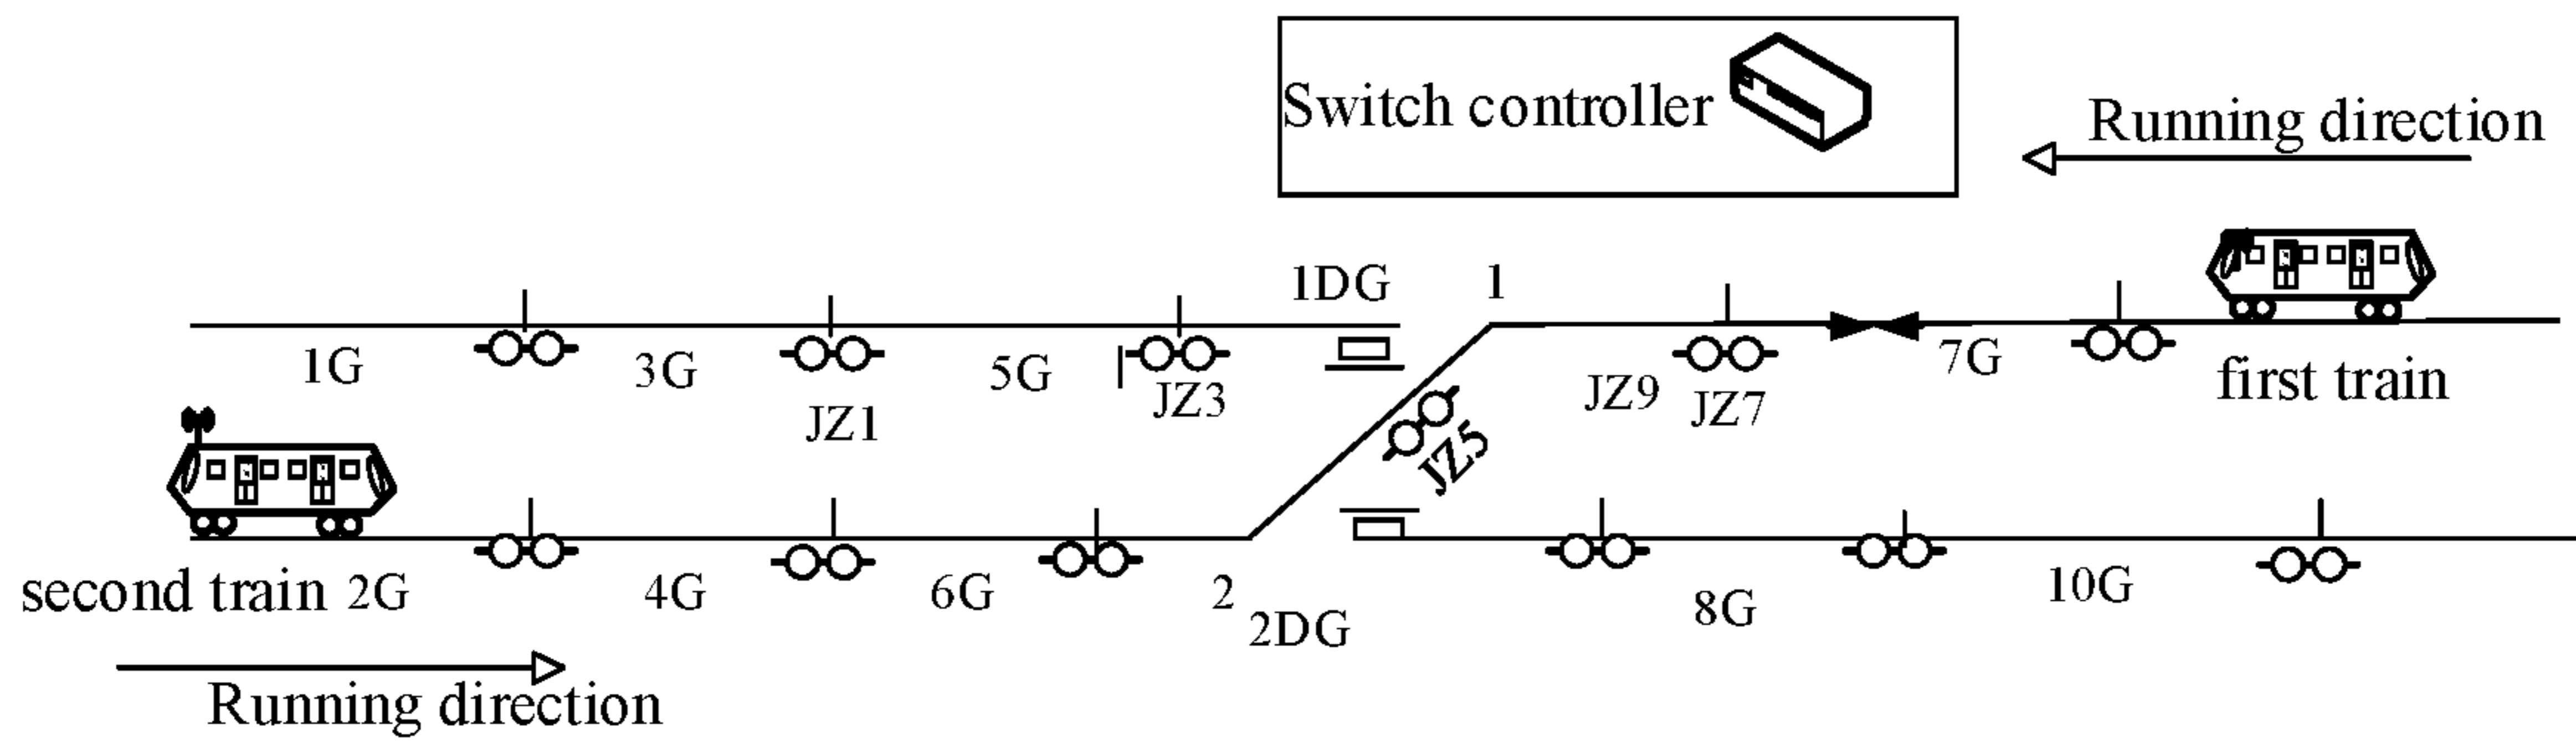 Switch controller
Running direction
1DG
1
1G
3G
5G
JZ3
JZ9
JZ7
7G
first train
JZ1
JZ5
second train
2G
4G
6G
2
2DG
8G
10G
Running direction